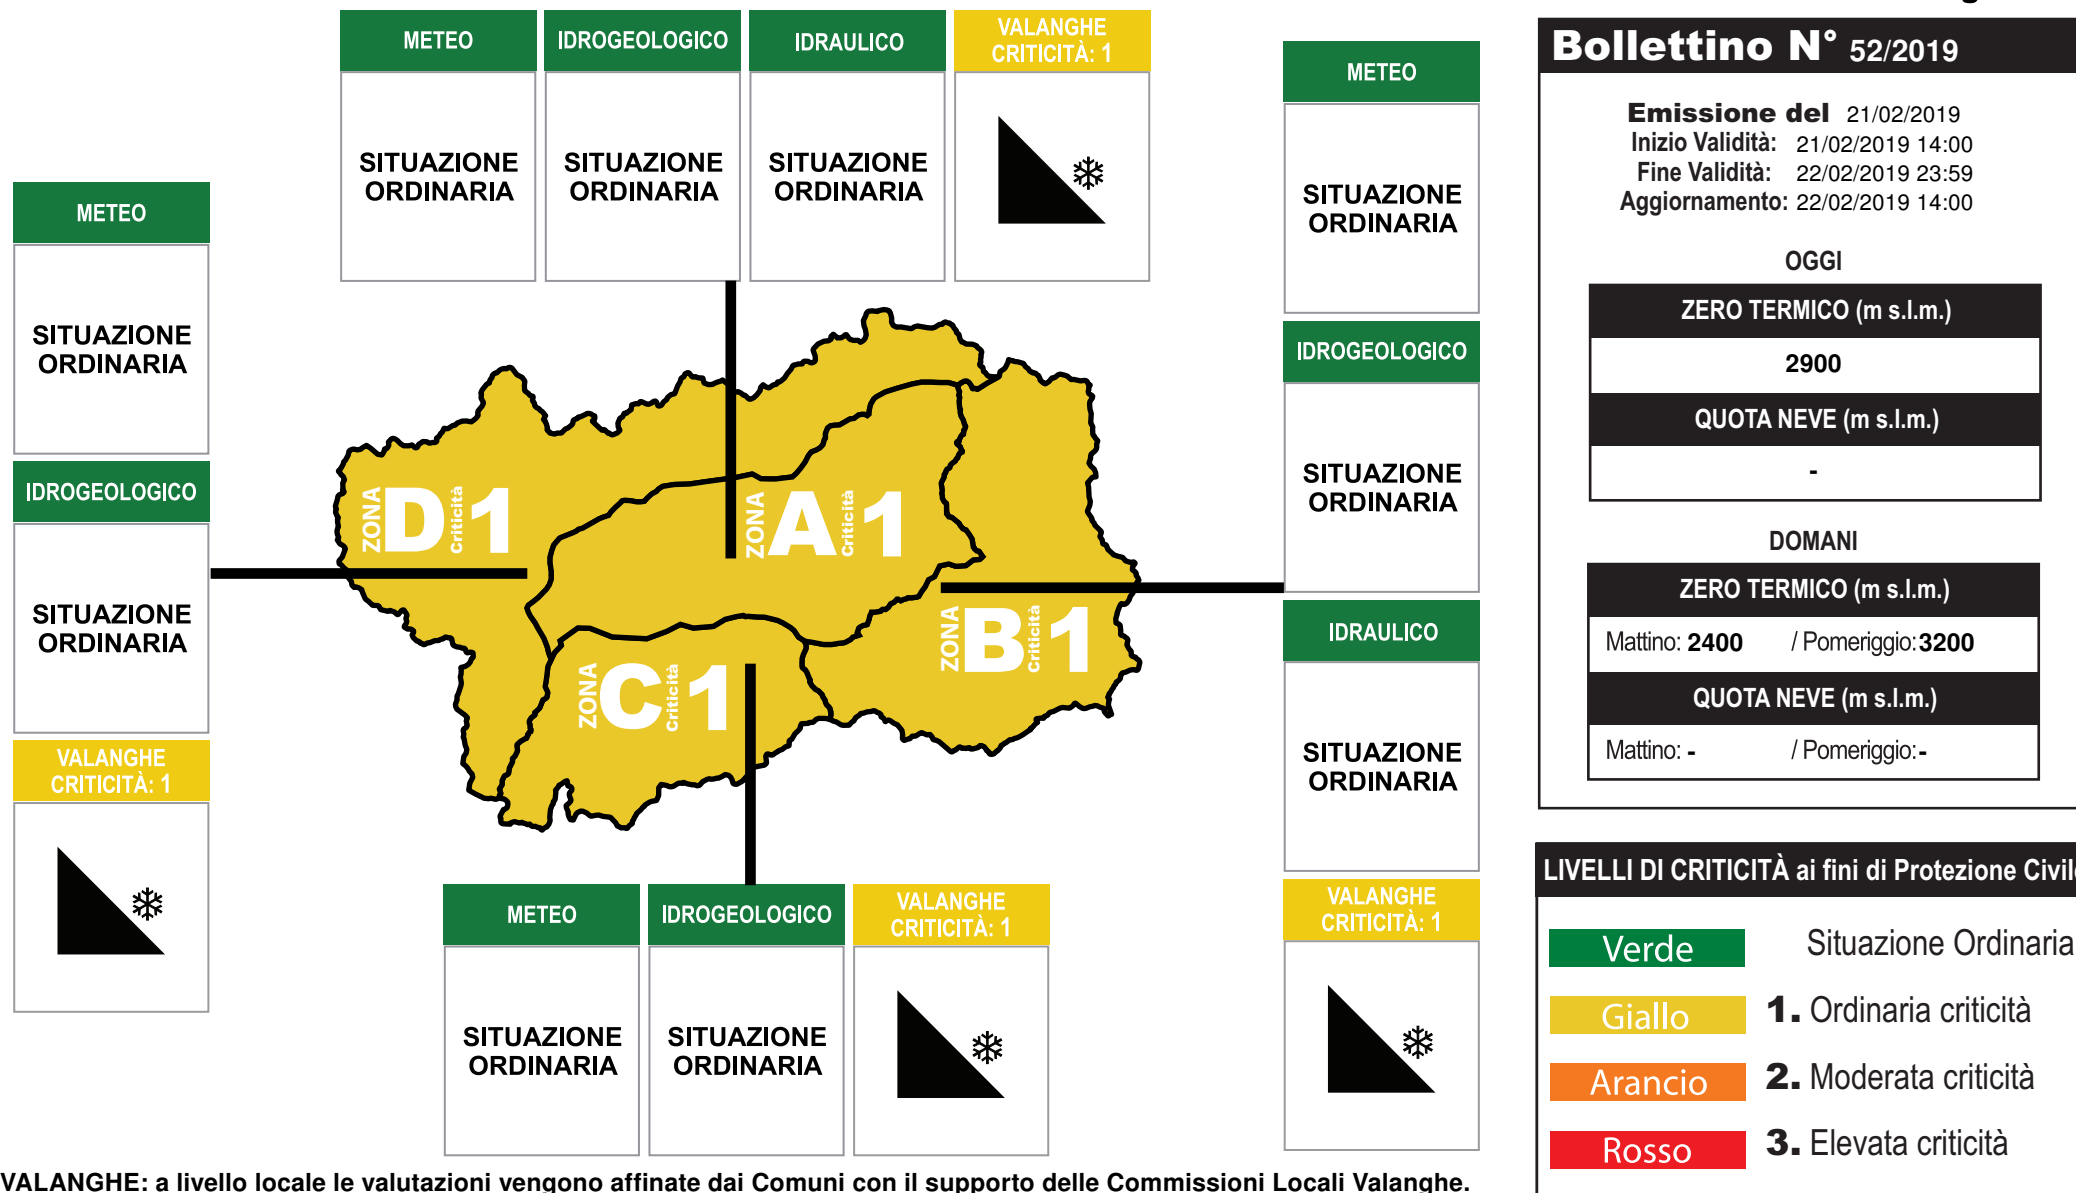 METEO
IDROGEOLOGICO
IDRAULICO
VALANGHE
CRITICITÀ: 1
SITUAZIONE
ORDINARIA
SITUAZIONE
ORDINARIA
SITUAZIONE
ORDINARIA
METEO
SITUAZIONE
ORDINARIA
IDROGEOLOGICO
SITUAZIONE
ORDINARIA
VALANGHE
CRITICITÀ: 1
ZONA D Criticità 1
ZONA A Criticità 1
ZONA B Criticità 1
ZONA C Criticità 1
METEO
SITUAZIONE
ORDINARIA
IDROGEOLOGICO
SITUAZIONE
ORDINARIA
IDRAULICO
SITUAZIONE
ORDINARIA
VALANGHE
CRITICITÀ: 1
METEO
IDROGEOLOGICO
VALANGHE
CRITICITÀ: 1
SITUAZIONE
ORDINARIA
SITUAZIONE
ORDINARIA
VALANGHE: a livello locale le valutazioni vengono affinate dai Comuni con il supporto delle Commissioni Locali Valanghe.
Bollettino N° 52/2019
Emissione del 21/02/2019
Inizio Validità: 21/02/2019 14:00
Fine Validità: 22/02/2019 23:59
Aggiornamento: 22/02/2019 14:00
OGGI
ZERO TERMICO (m s.l.m.)
2900
QUOTA NEVE (m s.l.m.)
-
DOMANI
ZERO TERMICO (m s.l.m.)
Mattino: 2400 / Pomeriggio: 3200
QUOTA NEVE (m s.l.m.)
Mattino: - / Pomeriggio: -
LIVELLI DI CRITICITÀ ai fini di Protezione Civile
Verde Situazione Ordinaria
Giallo 1. Ordinaria criticità
Arancio 2. Moderata criticità
Rosso 3. Elevata criticità